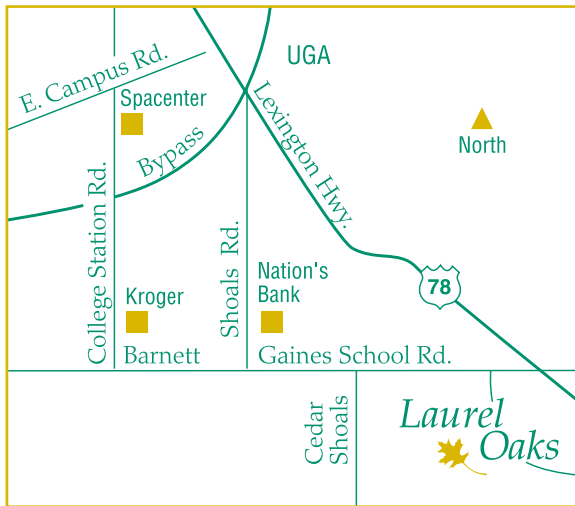 E. Campus Rd.
UGA
Spacenter
Lexington Hwy.
Bypass
North
College Station Rd.
Shoals Rd.
Nation's
Bank
78
Kroger
Barnett
Gaines School Rd.
Cedar
Shoals
Laurel
Oaks